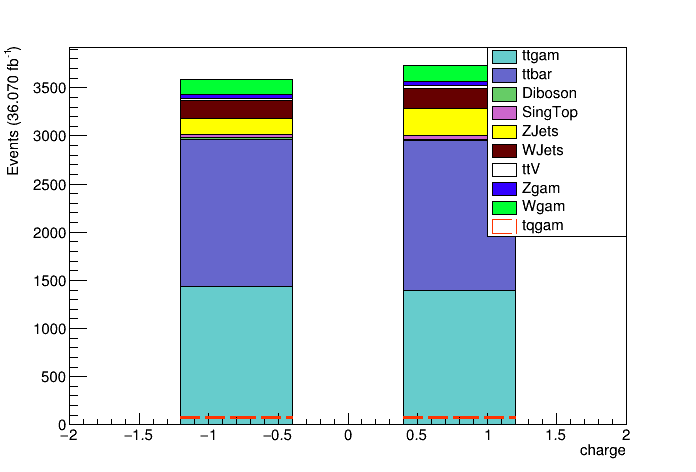 Events (36.070 fb⁻¹)
3500
3000
2500
2000
1500
1000
500
0
−2 −1.5 −1 −0.5 0 0.5 1 1.5 2
charge
ttgam
ttbar
Diboson
SingTop
ZJets
WJets
ttV
Zgam
Wgam
tqgam